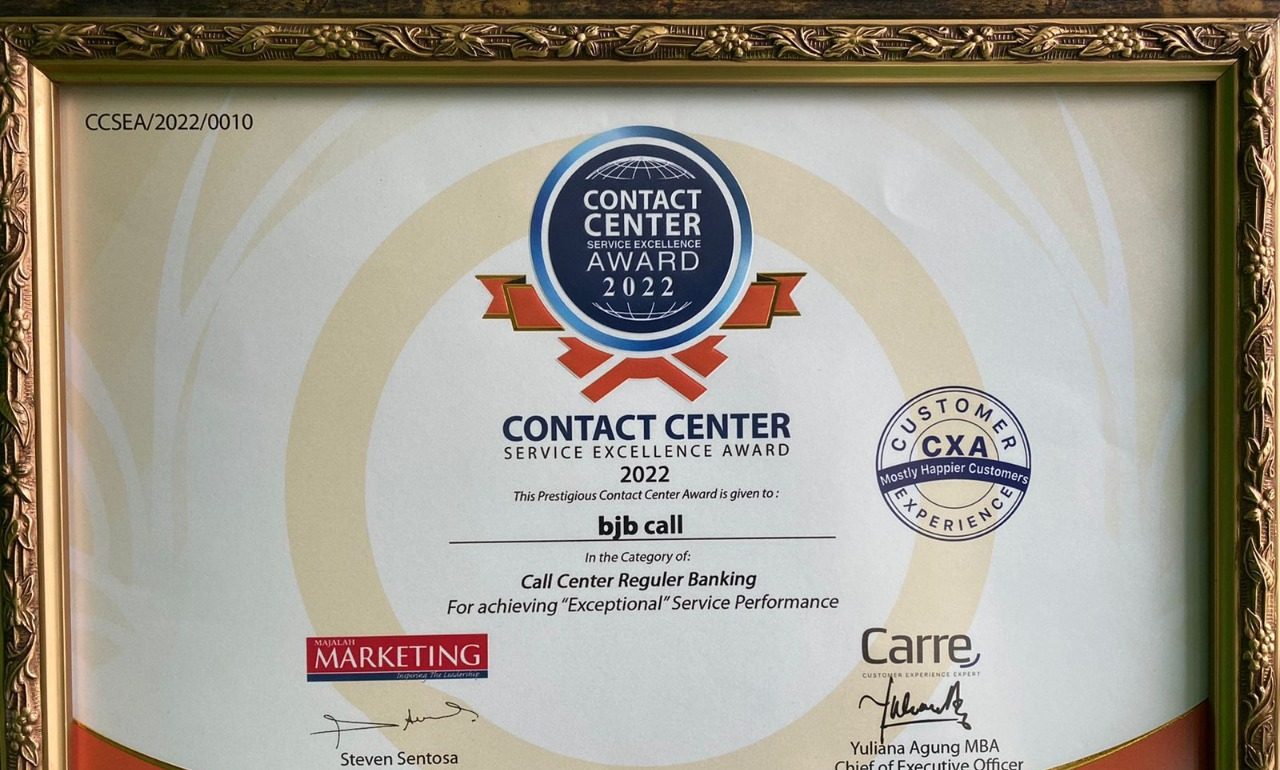 CCSEA/2022/0010
CONTACT
CENTER
SERVICE EXCELLENCE
AWARD
2022
CONTACT CENTER
SERVICE EXCELLENCE AWARD
2022
This Prestigious Contact Center Award is given to :
bjb call
In the Category of:
Call Center Reguler Banking
For achieving “Exceptional” Service Performance
CUSTOMER
CXA
Mostly Happier Customers
EXPERIENCE
MAJALAH
MARKETING
Inspiring The Leadership
Steven Sentosa
Carre
CUSTOMER EXPERIENCE EXPERT
Yuliana Agung MBA
Chief of Executive Officer